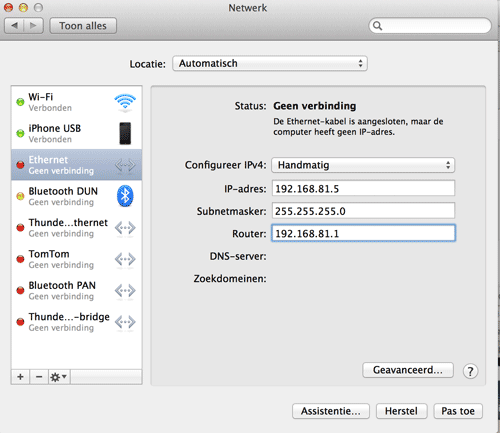 Netwerk
Toon alles
Locatie: Automatisch
Wi-Fi
Verbonden
iPhone USB
Verbonden
Ethernet
Geen verbinding
Bluetooth DUN
Geen verbinding
Thunde...thernet
Geen verbinding
TomTom
Geen verbinding
Bluetooth PAN
Geen verbinding
Thunde...-bridge
Geen verbinding
Status: Geen verbinding
De Ethernet-kabel is aangesloten, maar de
computer heeft geen IP-adres.
Configureer IPv4: Handmatig
IP-adres: 192.168.81.5
Subnetmasker: 255.255.255.0
Router: 192.168.81.1
DNS-server:
Zoekdomeinen:
Geavanceerd... ?
Assistentie... Herstel Pas toe